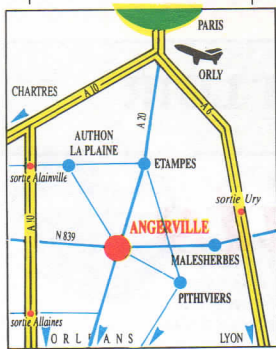 PARIS
ORLY
CHARTRES
A 10
A 20
A 6
AUTHON
LA PLAINE
ETAMPES
sortie Alainville
sortie Ury
ANGERVILLE
A 10
N 839
MALESHERBES
PITHIVIERS
sortie Allaines
ORLEANS
LYON